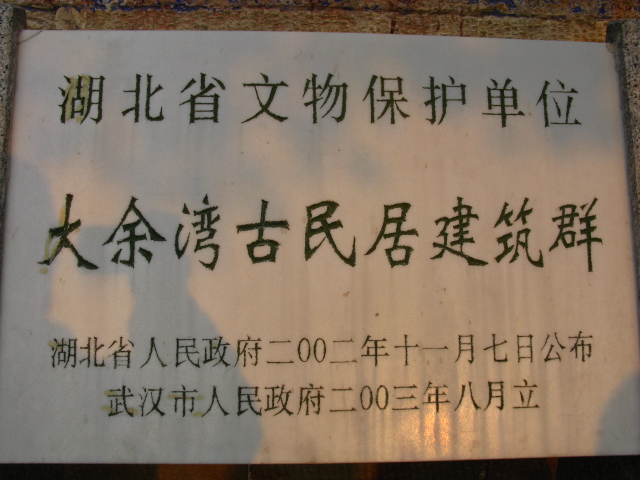 湖北省文物保护单位
大余湾古民居建筑群
湖北省人民政府二00二年十一月七日公布
武汉市人民政府二00三年八月立